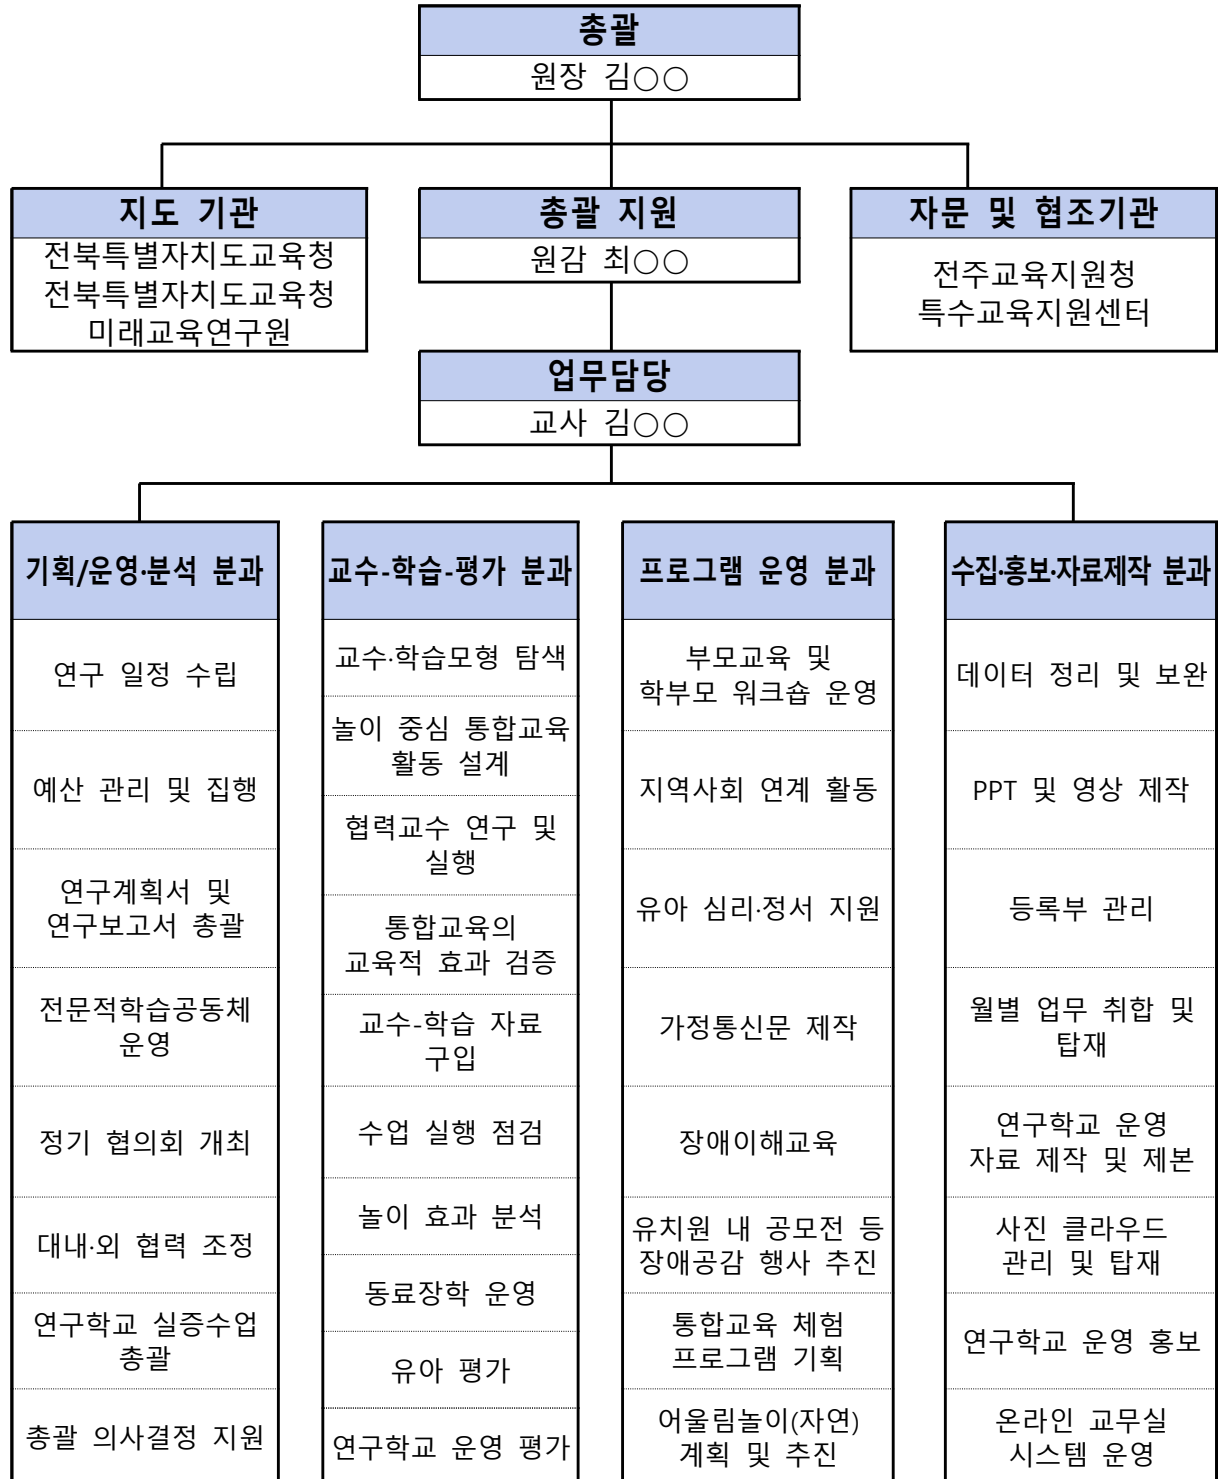 총괄
원장 김○○
지도 기관
전북특별자치도교육청
전북특별자치도교육청
미래교육연구원
총괄 지원
원감 최○○
자문 및 협조기관
전주교육지원청
특수교육지원센터
업무담당
교사 김○○
기획/운영·분석 분과
연구 일정 수립
예산 관리 및 집행
연구계획서 및
연구보고서 총괄
전문적학습공동체
운영
정기 협의회 개최
대내·외 협력 조정
연구학교 실증수업
총괄
총괄 의사결정 지원
교수-학습-평가 분과
교수·학습모형 탐색
놀이 중심 통합교육
활동 설계
협력교수 연구 및
실행
통합교육의
교육적 효과 검증
교수-학습 자료
구입
수업 실행 점검
놀이 효과 분석
동료장학 운영
유아 평가
연구학교 운영 평가
프로그램 운영 분과
부모교육 및
학부모 워크숍 운영
지역사회 연계 활동
유아 심리·정서 지원
가정통신문 제작
장애이해교육
유치원 내 공모전 등
장애공감 행사 추진
통합교육 체험
프로그램 기획
어울림놀이(자연)
계획 및 추진
수집·홍보·자료제작 분과
데이터 정리 및 보완
PPT 및 영상 제작
등록부 관리
월별 업무 취합 및
탑재
연구학교 운영
자료 제작 및 제본
사진 클라우드
관리 및 탑재
연구학교 운영 홍보
온라인 교무실
시스템 운영